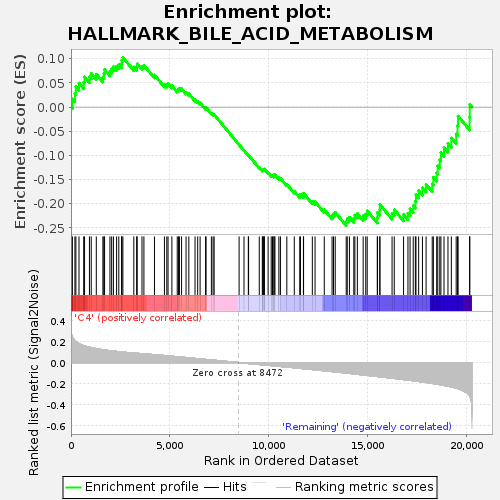 Enrichment plot:
HALLMARK_BILE_ACID_METABOLISM
Enrichment score (ES)
0.10
0.05
0.00
-0.05
-0.10
-0.15
-0.20
-0.25
'C4' (positively correlated)
Ranked list metric (Signal2Noise)
0.4
0.2
0.0
-0.2
-0.4
-0.6
Zero cross at 8472
'Remaining' (negatively correlated)
0
5,000
10,000
15,000
20,000
Rank in Ordered Dataset
Enrichment profile
Hits
Ranking metric scores